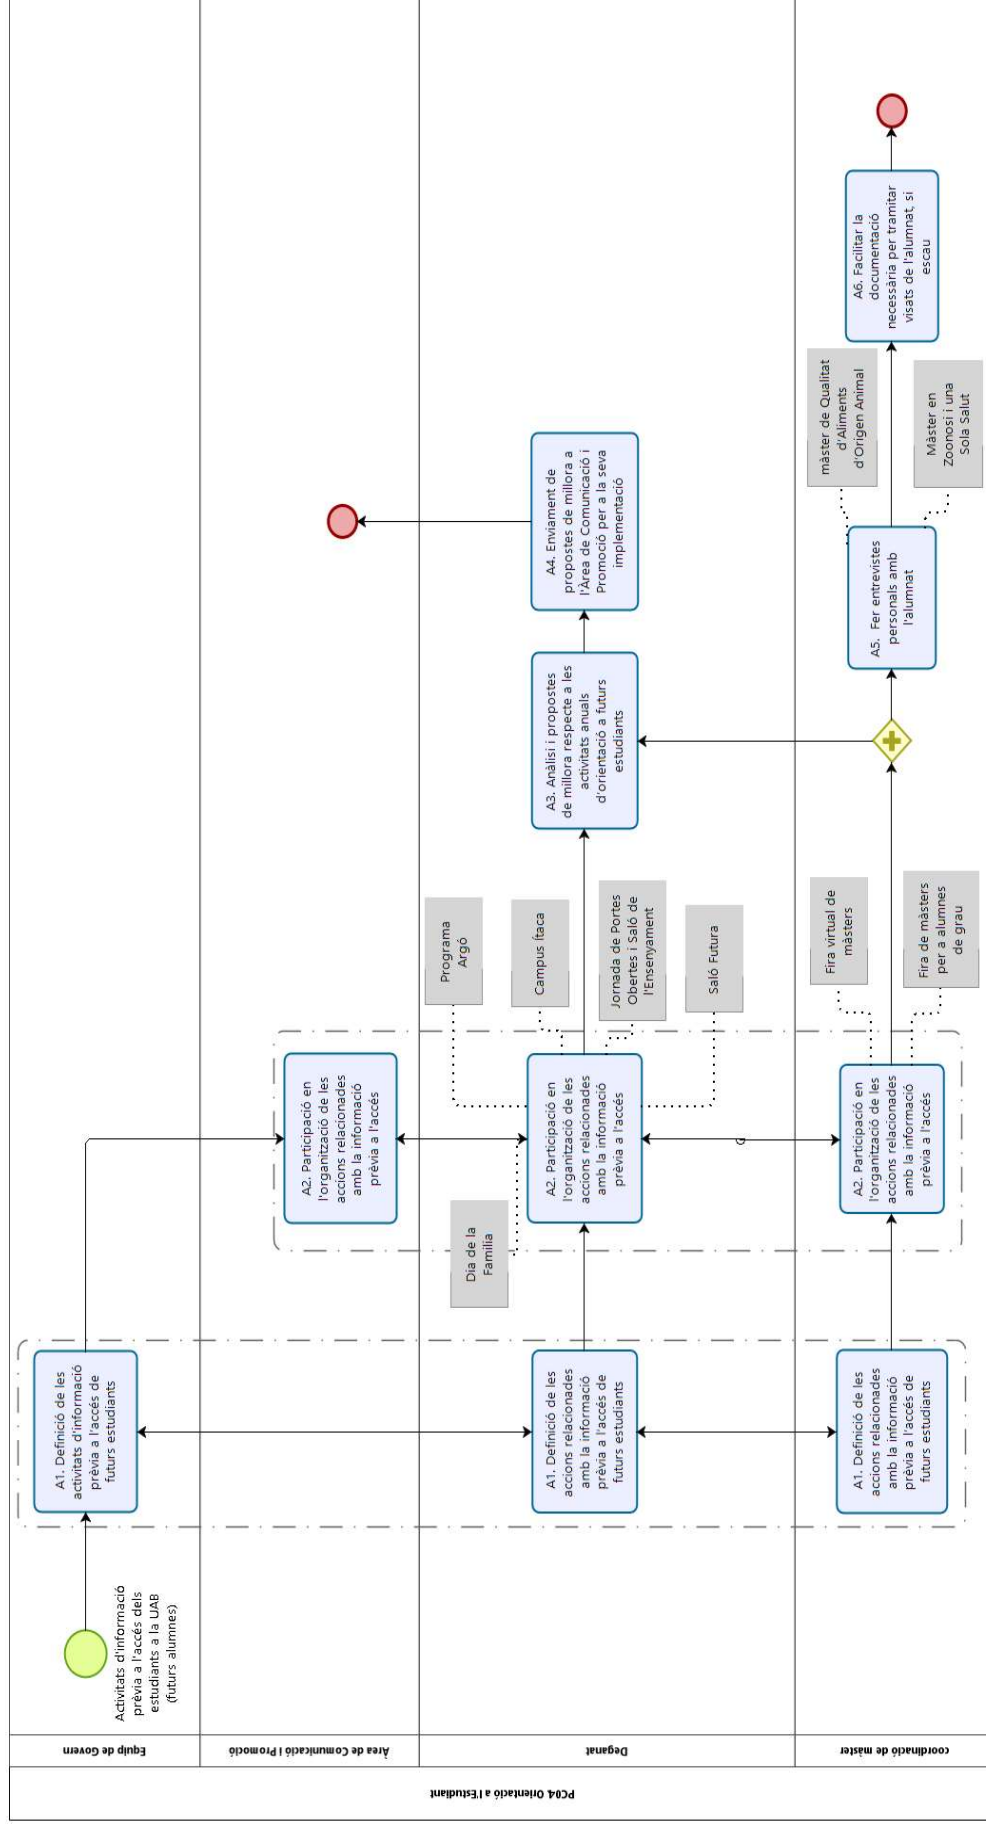 PC04. Orientació a l'Estudiant
Equip de Govern
Activitats d'informació
prèvia a l'accés dels
estudiants a la UAB
(futurs alumnes)
A1. Definició de les
activitats d'informació
prèvia a l'accés de
futurs estudiants
Àrea de Comunicació i Promoció
A2. Participació en
l'organització de les
accions relacionades
amb la informació
prèvia a l'accés
Deganat
A1. Definició de les
accions relacionades
amb la informació
prèvia a l'accés de
futurs estudiants
Dia de la
Familia
A2. Participació en
l'organització de les
accions relacionades
amb la informació
prèvia a l'accés
Programa
Argó
Campus Ítaca
Jornada de Portes
Obertes i Saló de
l'Ensenyament
Saló Futura
A3. Anàlisi i propostes
de millora respecte a les
activitats anuals
d'orientació a futurs
estudiants
A4. Enviament de
propostes de millora a
l'Àrea de Comunicació i
Promoció per a la seva
implementació
coordinació de màster
A1. Definició de les
accions relacionades
amb la informació
prèvia a l'accés de
futurs estudiants
A2. Participació en
l'organització de les
accions relacionades
amb la informació
prèvia a l'accés
Fira virtual de
màsters
Fira de màsters
per a alumnes
de grau
A5. Fer entrevistes
personals amb
l'alumnat
màster de Qualitat
d'Aliments
d'Origen Animal
Màster en
Zoonosi i una
Sola Salut
A6. Facilitar la
documentació
necessària per tramitar
visats de l'alumnat, si
escau